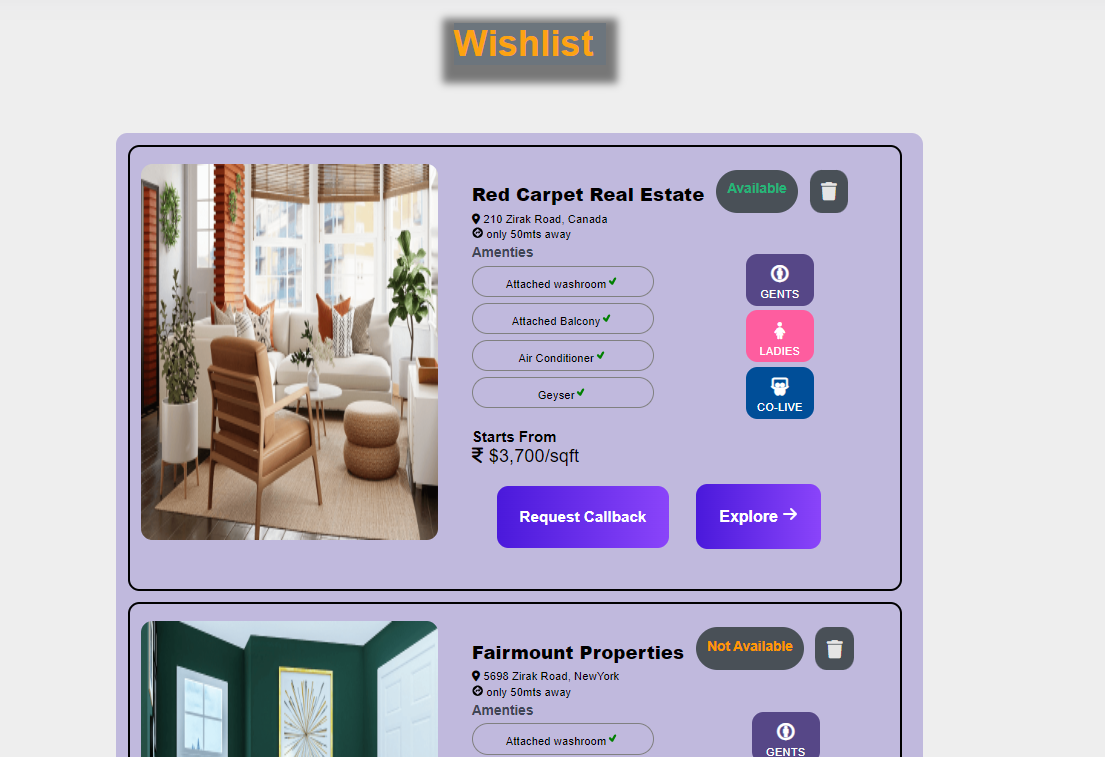 Wishlist
Red Carpet Real Estate
Available
210 Zirak Road, Canada
only 50mts away
Amenties
Attached washroom
Attached Balcony
Air Conditioner
Geyser
GENTS
LADIES
CO-LIVE
Starts From
₹ $3,700/sqft
Request Callback
Explore →
Fairmount Properties
Not Available
5698 Zirak Road, NewYork
only 50mts away
Amenties
Attached washroom
GENTS